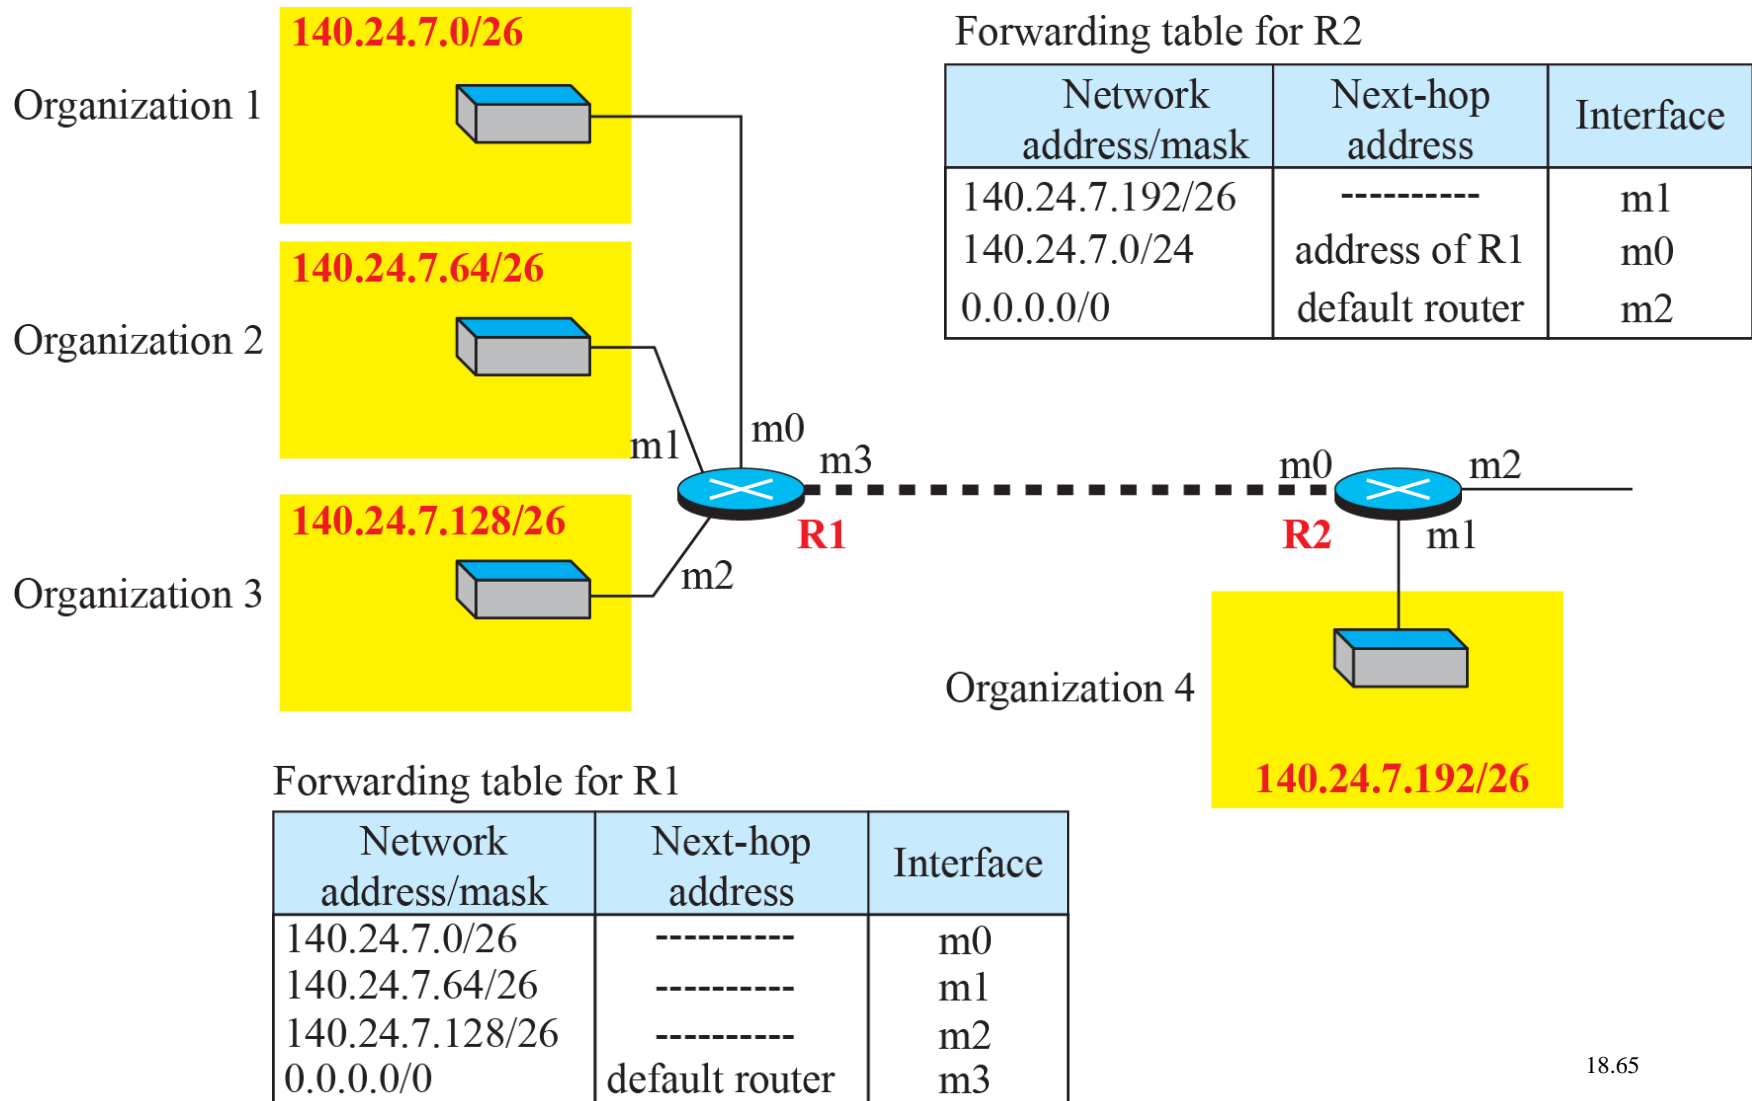 140.24.7.0/26
Organization 1
140.24.7.64/26
Organization 2
140.24.7.128/26
Organization 3
Forwarding table for R2
Network address/mask Next-hop address Interface
140.24.7.192/26 ---------- m1
140.24.7.0/24 address of R1 m0
0.0.0.0/0 default router m2
m1
m0
m3
m2
R1
m0
m2
R2
m1
Organization 4
140.24.7.192/26
Forwarding table for R1
Network address/mask Next-hop address Interface
140.24.7.0/26 ---------- m0
140.24.7.64/26 ---------- m1
140.24.7.128/26 ---------- m2
0.0.0.0/0 default router m3
18.65